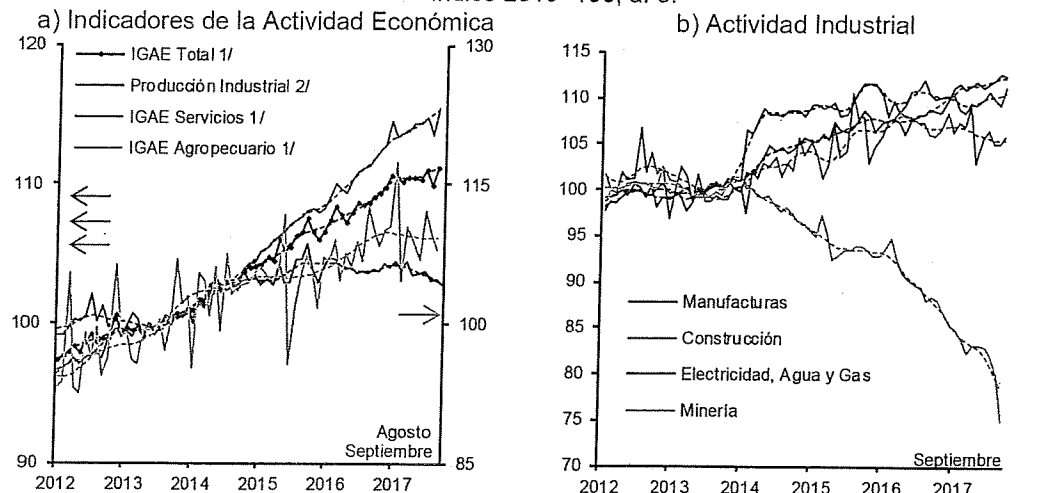 a) Indicadores de la Actividad Económica
120
130
IGAE Total 1/
Producción Industrial 2/
IGAE Servicios 1/
IGAE Agropecuario 1/
110
115
100
100
Agosto
Septiembre
90
85
2012 2013 2014 2015 2016 2017
b) Actividad Industrial
115
110
105
100
95
90
85
80
75
70
Manufacturas
Construcción
Electricidad, Agua y Gas
Minería
Septiembre
2012 2013 2014 2015 2016 2017